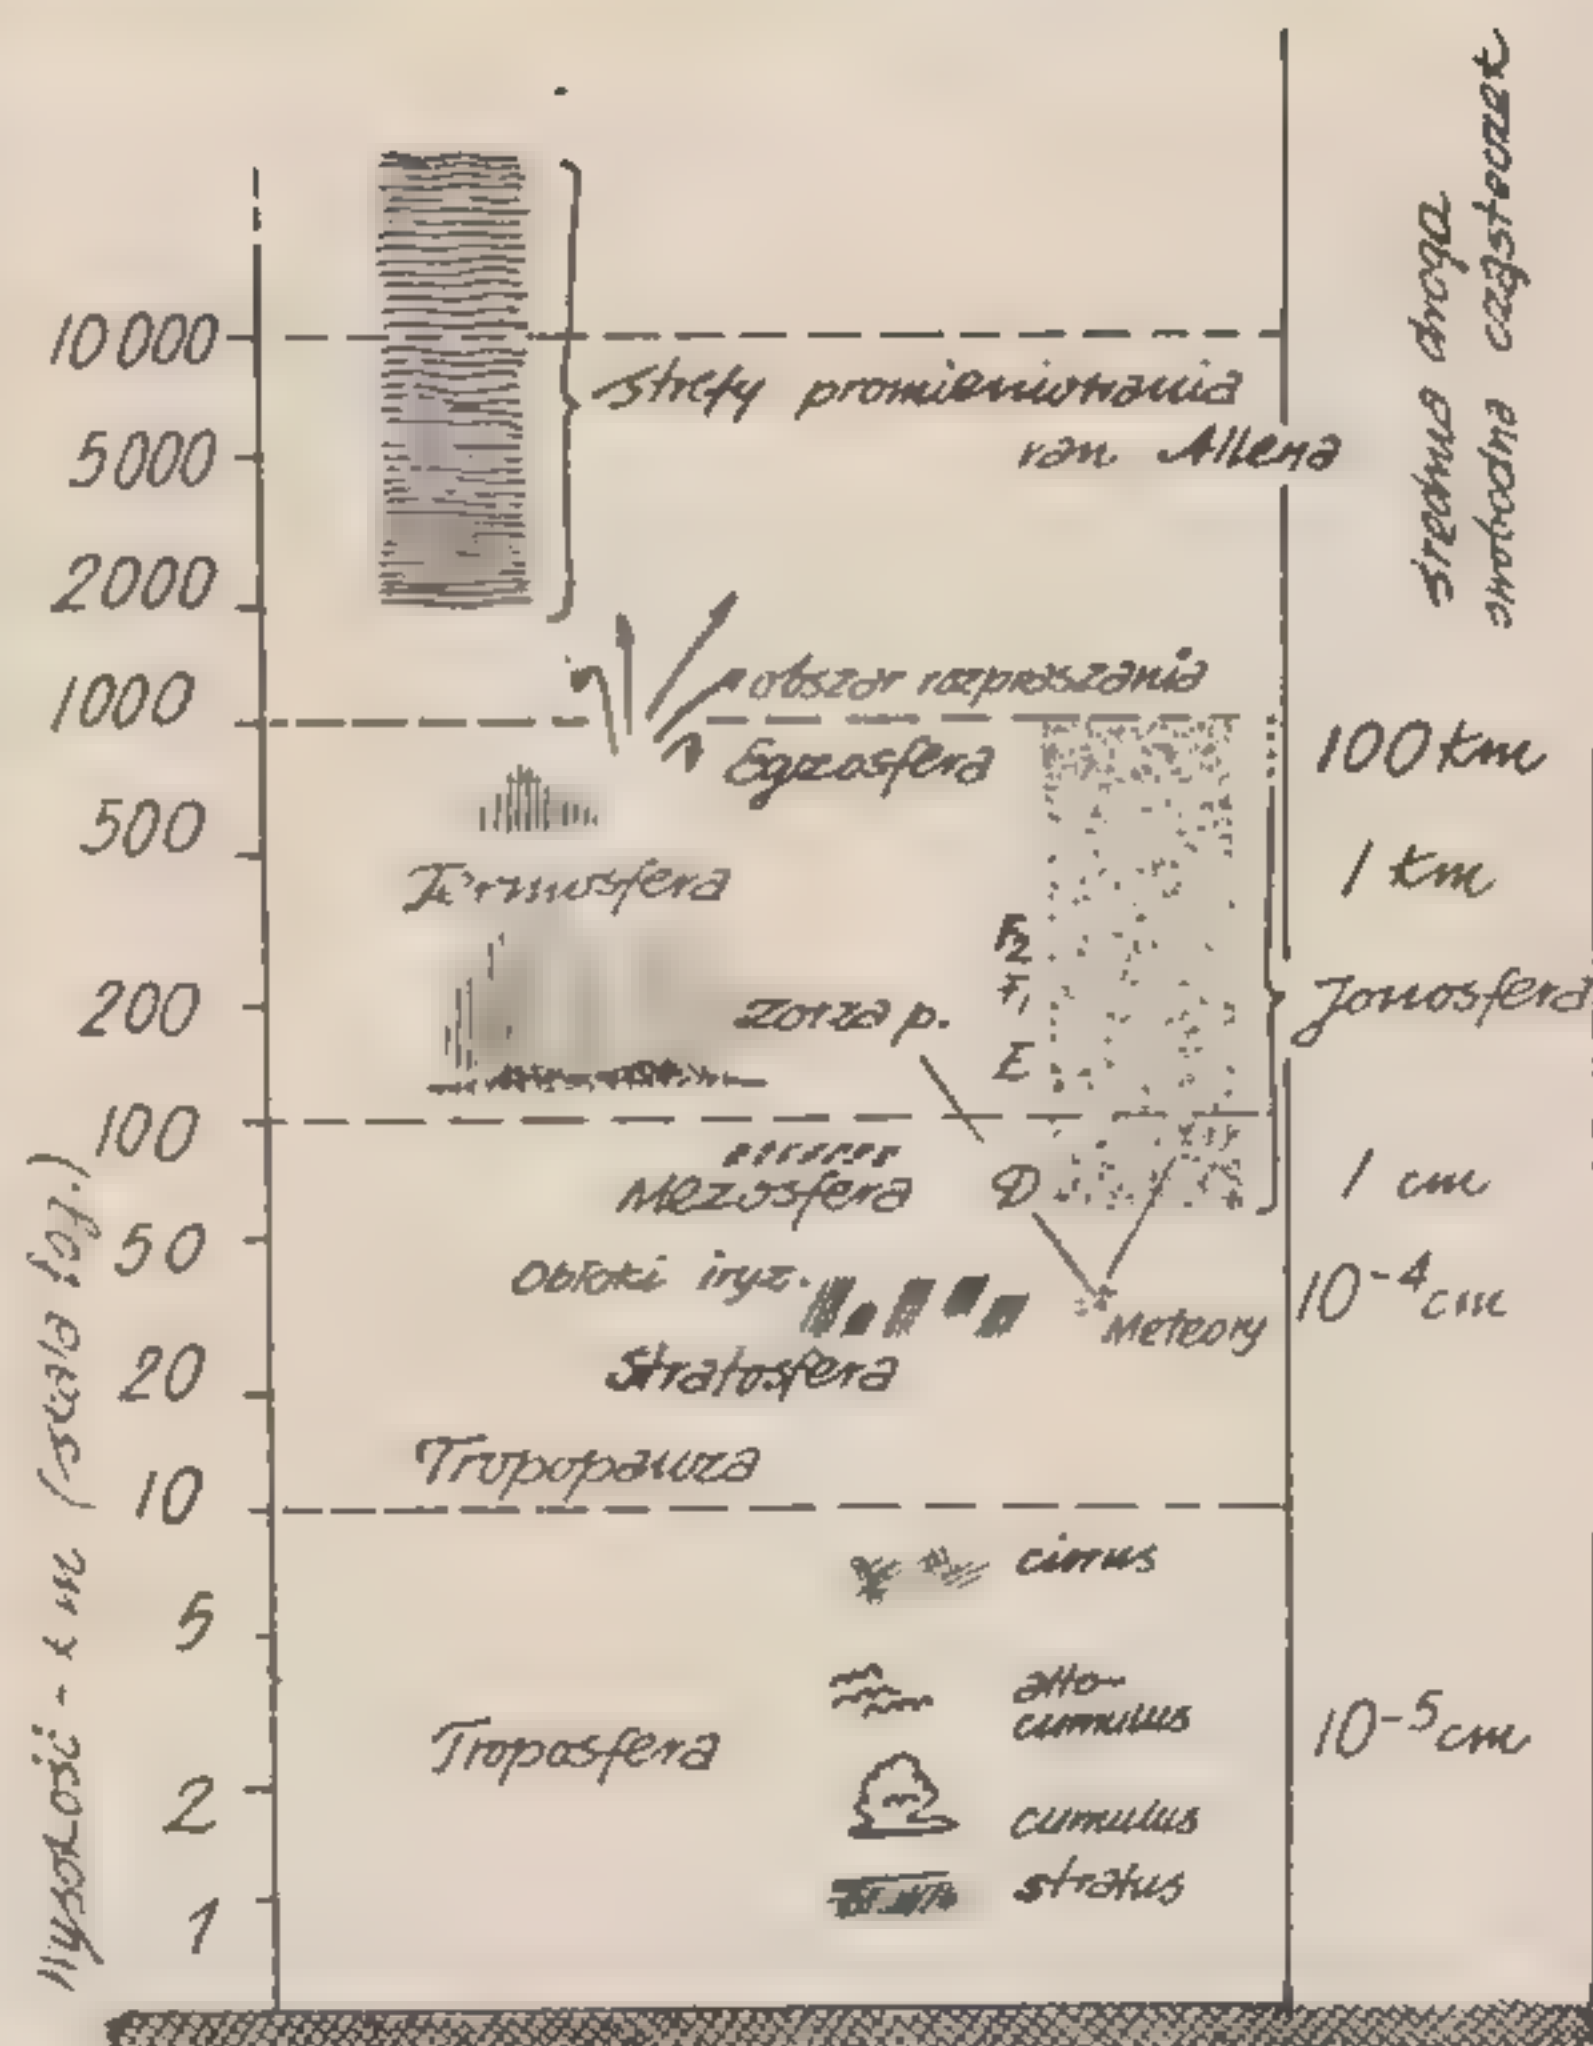 średnia droga
swobodna cząsteczek
10 000
Strefy promieniowania
van Allena
5000
2000
obszar rozpraszania
1000
Egzosfera
100 km
500
Termosfera
1 km
F2
F1
200
zorza p.
Jonosfera
E
100
Mezosfera
D
1 cm
50
Obłoki iryz.
10-4 cm
Meteory
Stratosfera
20
Tropopauza
10
cirrus
5
alto-
cumulus
Troposfera
10-5 cm
2
cumulus
stratus
1
Wysokość - km (skala log.)